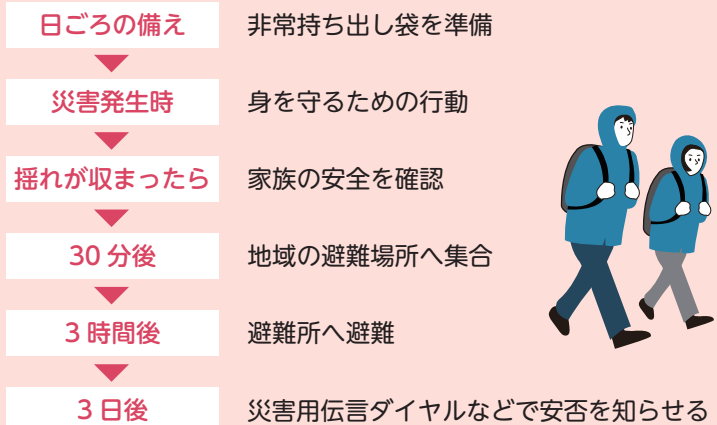 日ごろの備え 非常持ち出し袋を準備
災害発生時 身を守るための行動
揺れが収まったら 家族の安全を確認
30分後 地域の避難場所へ集合
3時間後 避難所へ避難
3日後 災害用伝言ダイヤルなどで安否を知らせる